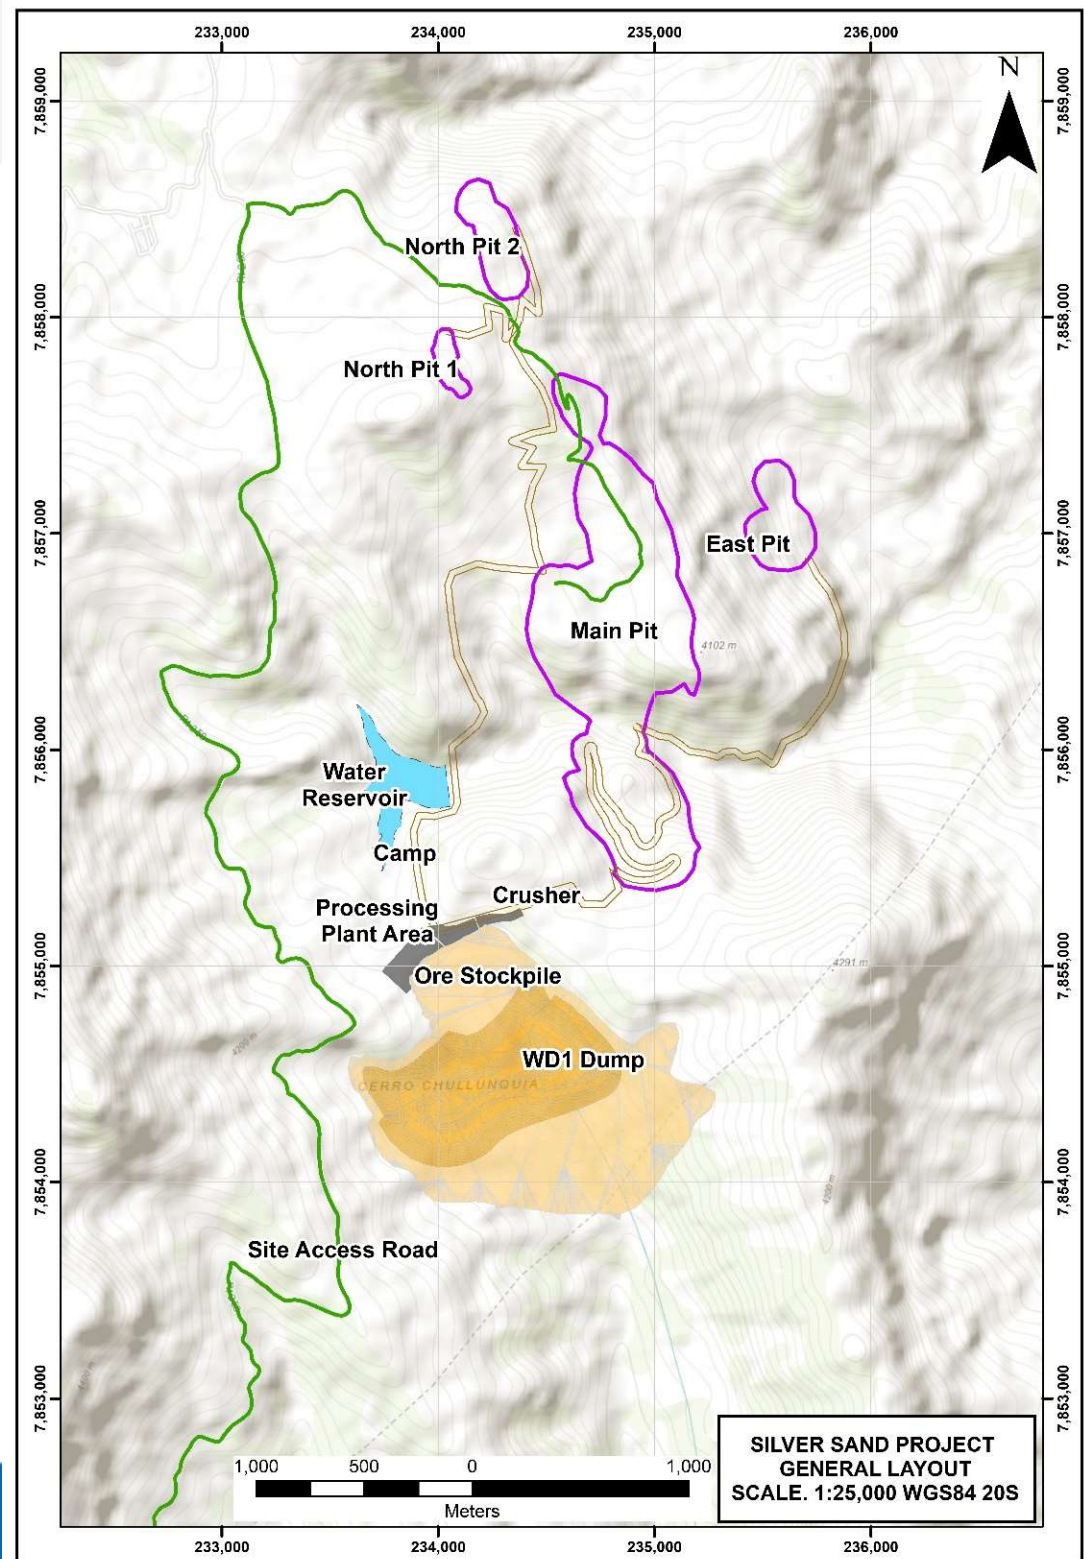 233,000
234,000
235,000
236,000
N
7,859,000
7,859,000
North Pit 2
7,858,000
7,858,000
North Pit 1
7,857,000
7,857,000
East Pit
Main Pit
4102 m
7,856,000
7,856,000
Water
Reservoir
Camp
Crusher
Processing
Plant Area
Ore Stockpile
7,855,000
7,855,000
4291 m
4200 m
WD1 Dump
CERRO CHULLUNQUIA
7,854,000
7,854,000
4200 m
Site Access Road
7,853,000
7,853,000
1,000
500
0
1,000
Meters
SILVER SAND PROJECT
GENERAL LAYOUT
SCALE. 1:25,000 WGS84 20S
233,000
234,000
235,000
236,000